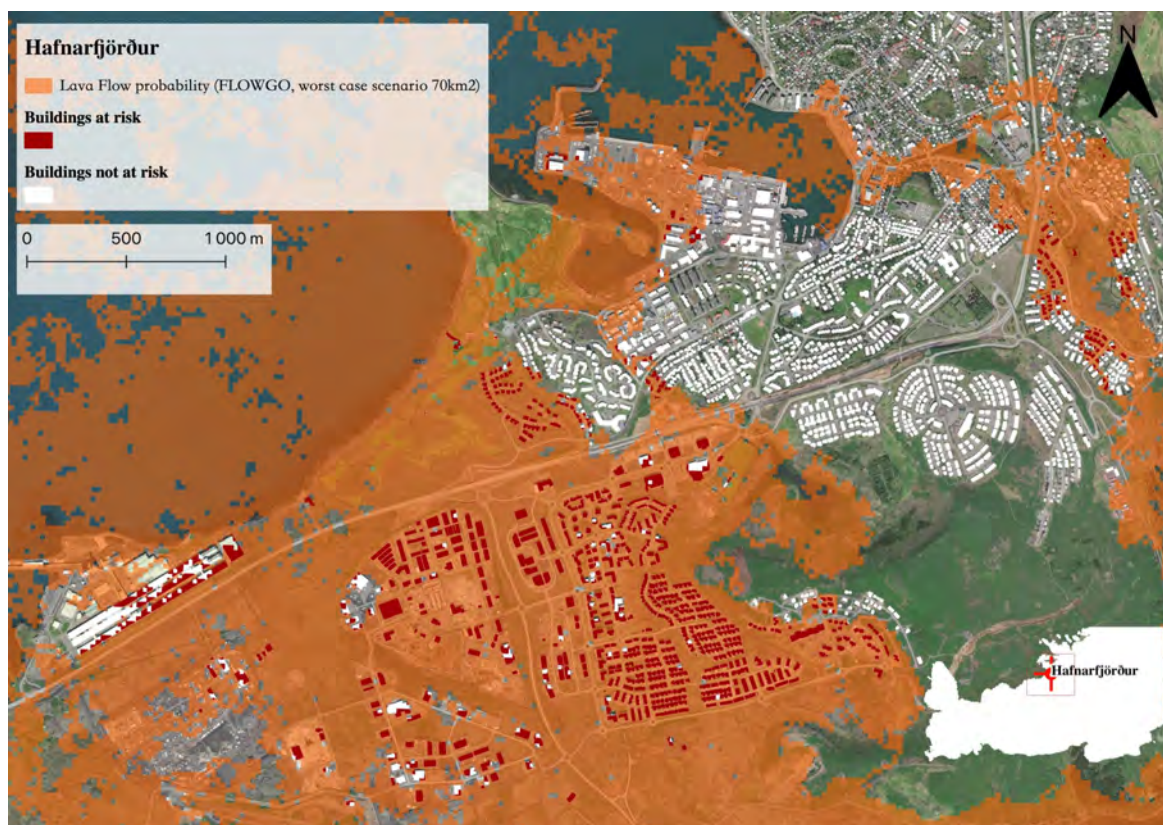 Hafnarfjörður
Lava Flow probability (FLOWGO, worst case scenario 70km2)
Buildings at risk
Buildings not at risk
0 500 1 000 m
N
Hafnarfjörður